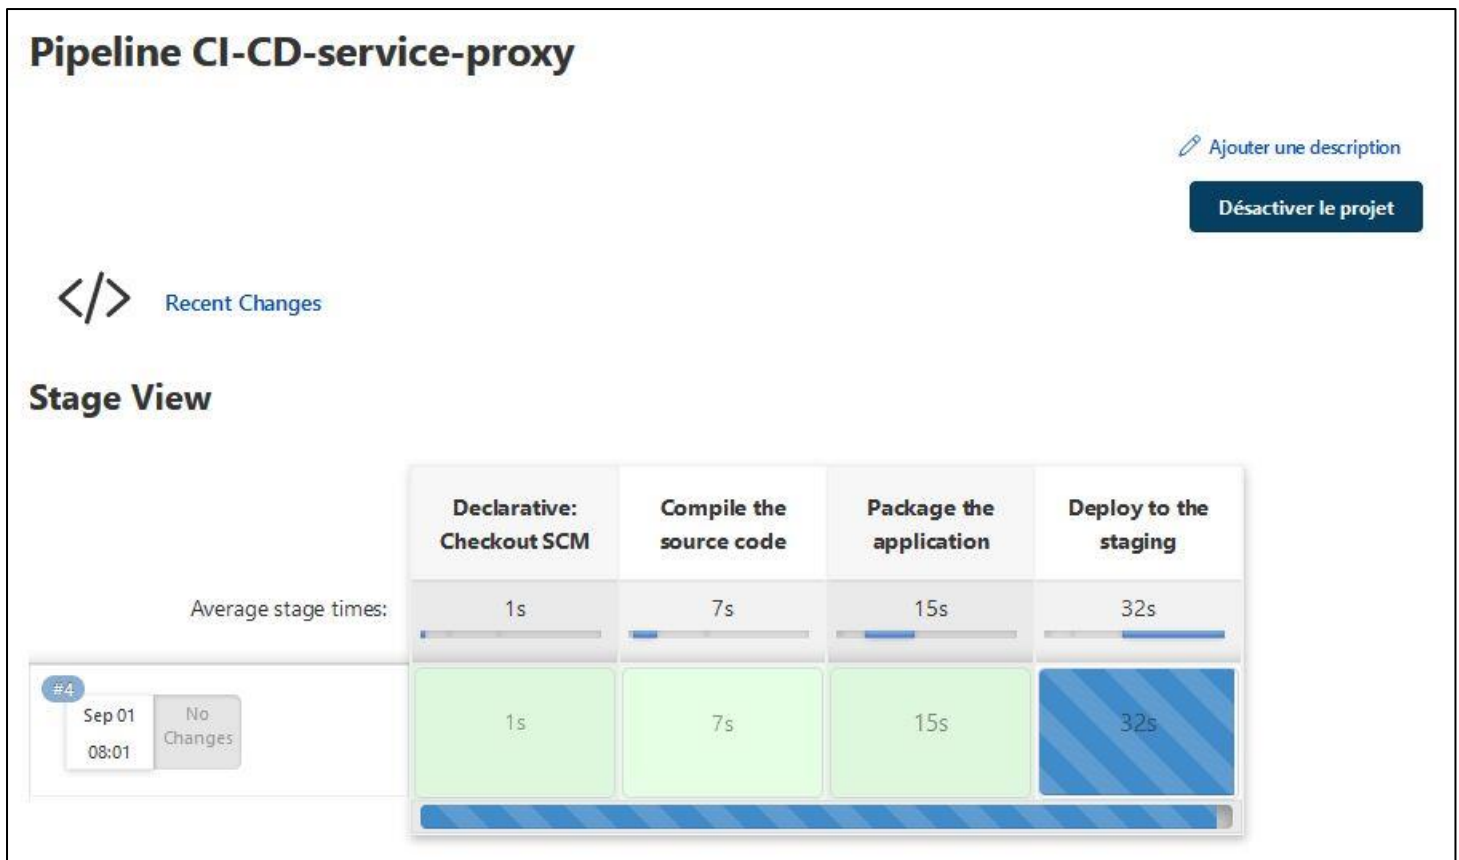 Pipeline CI-CD-service-proxy
Ajouter une description
Désactiver le projet
</> Recent Changes
Stage View
Declarative: Checkout SCM
Compile the source code
Package the application
Deploy to the staging
Average stage times:
1s
7s
15s
32s
#4
Sep 01
08:01
No
Changes
1s
7s
15s
32s